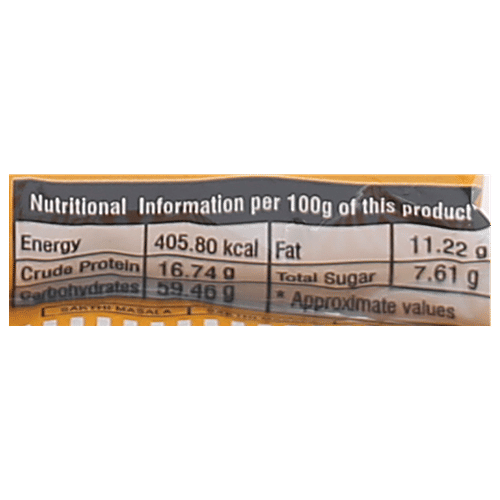 Nutritional Information per 100g of this product*
Energy 405.80 kcal Fat 11.22 g
Crude Protein 16.74 g Total Sugar 7.61 g
Carbohydrates 59.46 g * Approximate values
SAKTHI MASALA